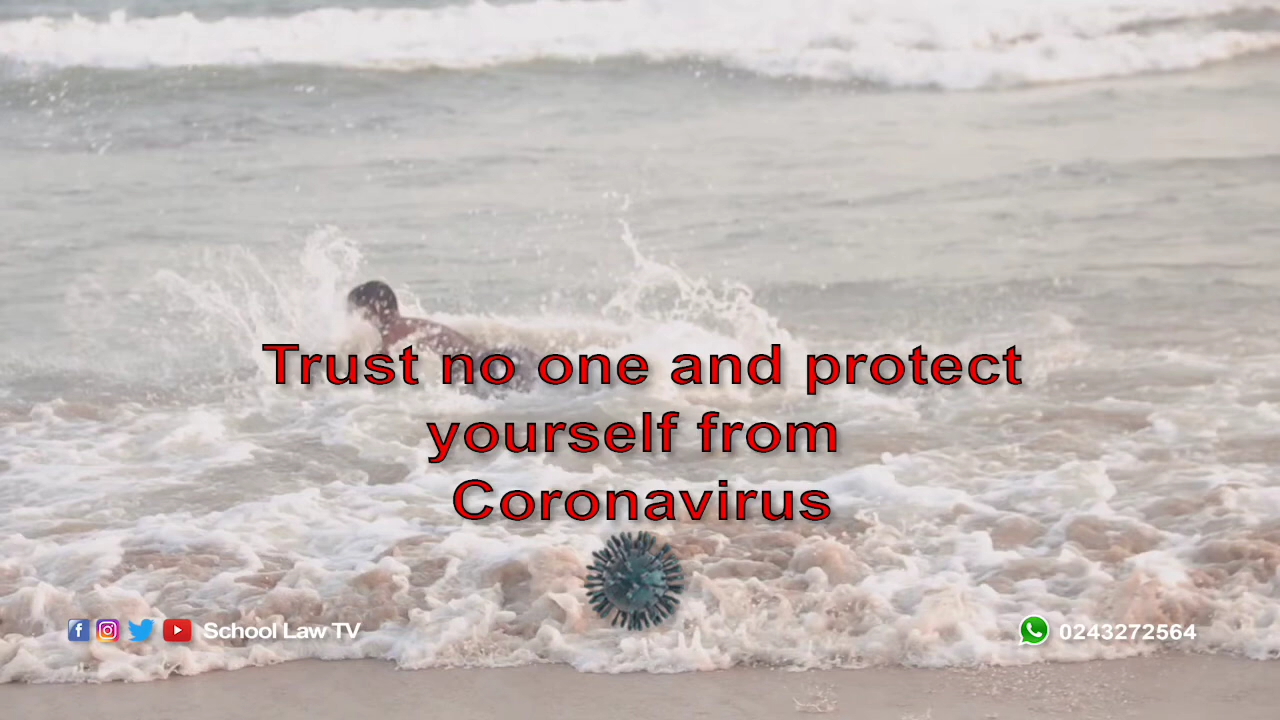 Trust no one and protect
yourself from
Coronavirus
School Law TV
0243272564